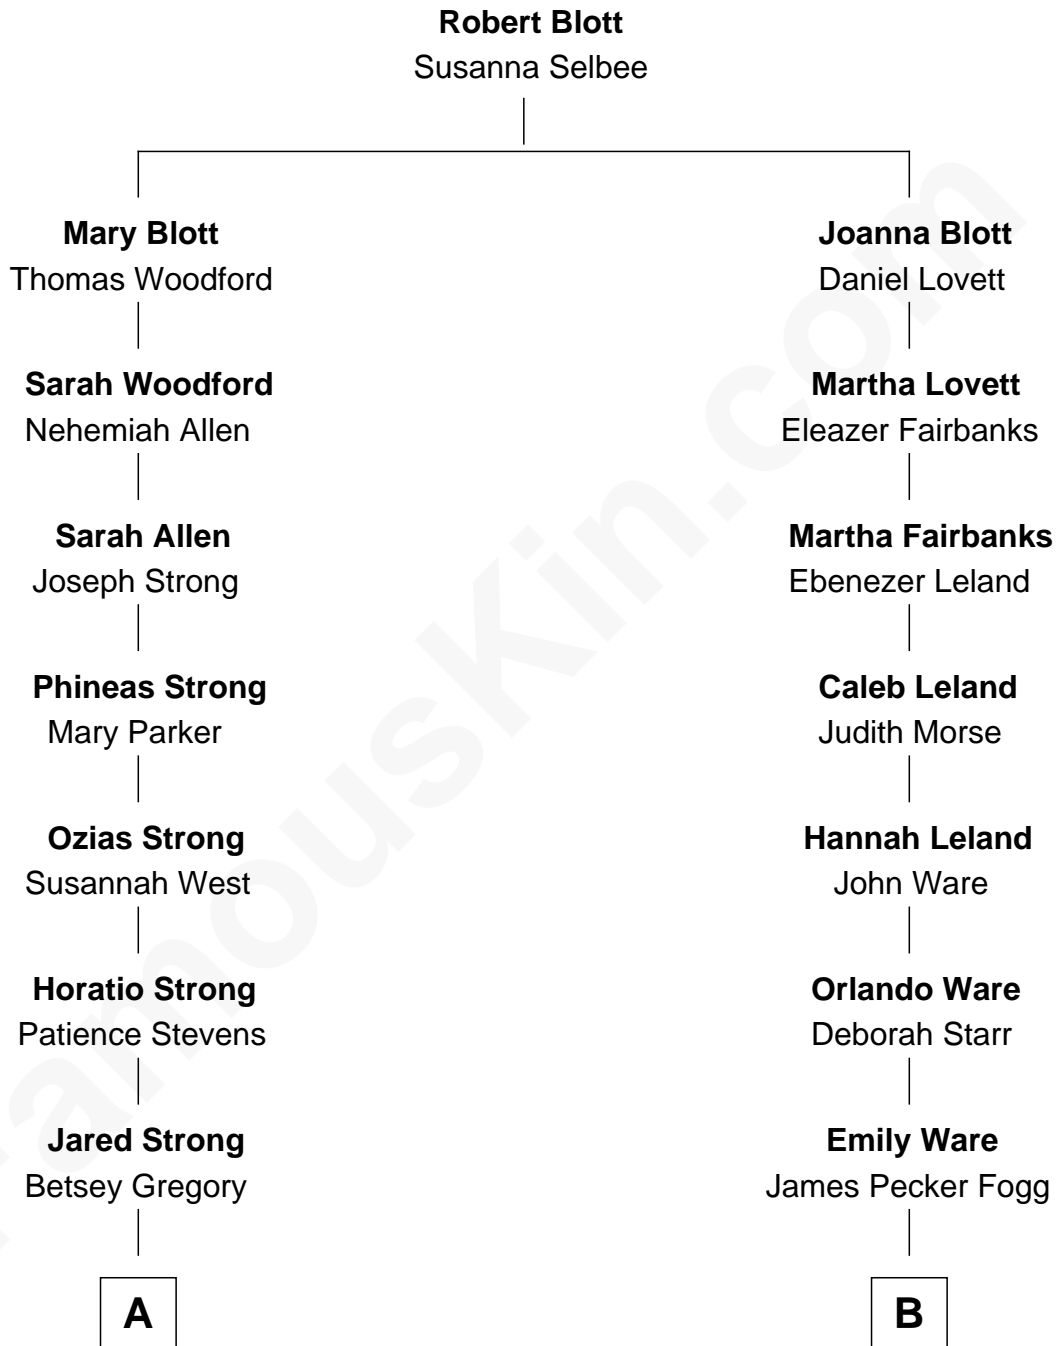 Robert Blott
Susanna Selbee
Mary Blott
Thomas Woodford
Joanna Blott
Daniel Lovett
Sarah Woodford
Nehemiah Allen
Martha Lovett
Eleazer Fairbanks
Sarah Allen
Joseph Strong
Martha Fairbanks
Ebenezer Leland
Phineas Strong
Mary Parker
Caleb Leland
Judith Morse
Ozias Strong
Susannah West
Hannah Leland
John Ware
Horatio Strong
Patience Stevens
Orlando Ware
Deborah Starr
Jared Strong
Betsey Gregory
Emily Ware
James Pecker Fogg
A
B
FamousKin.com